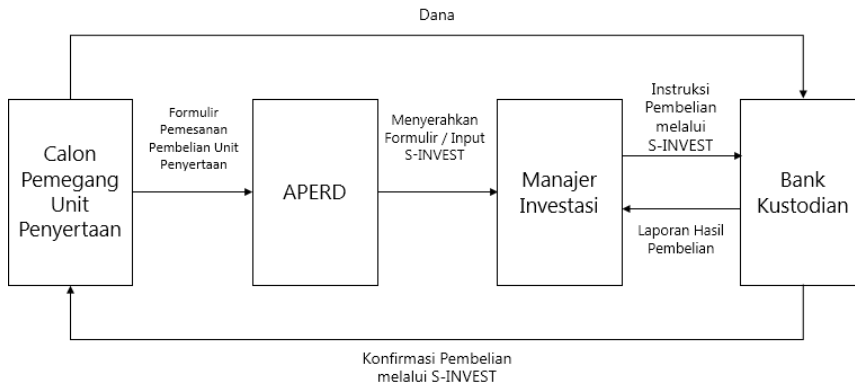 Dana
Calon
Pemegang
Unit
Penyertaan
Formulir
Pemesanan
Pembelian Unit
Penyertaan
APERD
Menyerahkan
Formulir / Input
S-INVEST
Manajer
Investasi
Instruksi
Pembelian
melalui
S-INVEST
Laporan Hasil
Pembelian
Bank
Kustodian
Konfirmasi Pembelian
melalui S-INVEST